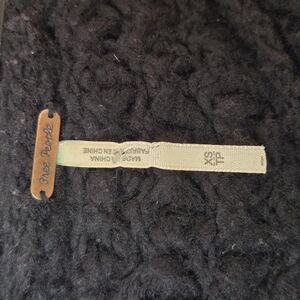 Free People
MADE IN CHINA
FABRIQUÉ EN CHINE
XS
TP